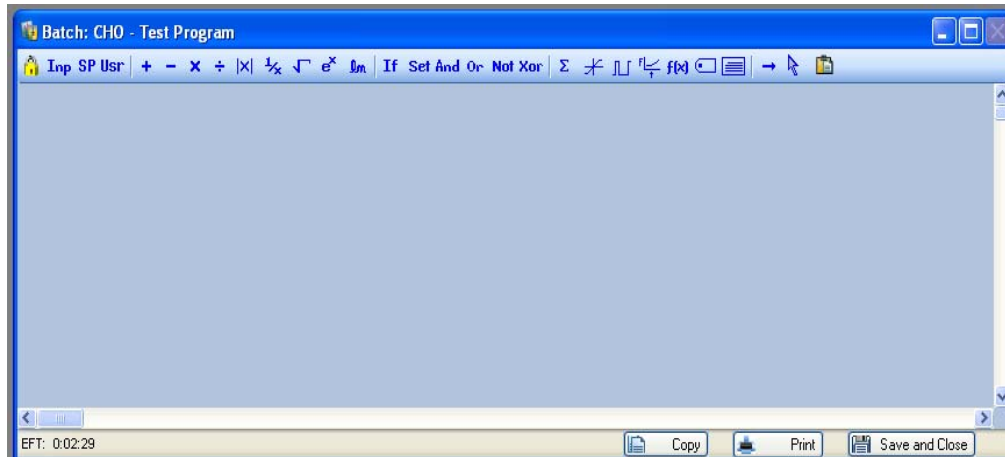 Batch: CHO - Test Program
Inp SP Usr + - x ÷ |X| 1/x √ eˣ ln If Set And Or Not Xor Σ f(x) →
EFT: 0:02:29 Copy Print Save and Close